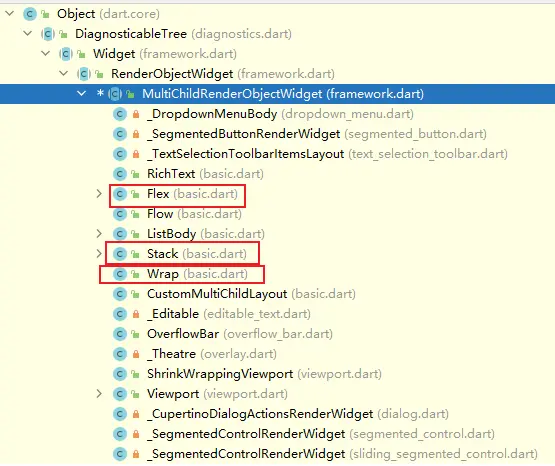 Object (dart.core)
DiagnosticableTree (diagnostics.dart)
Widget (framework.dart)
RenderObjectWidget (framework.dart)
* MultiChildRenderObjectWidget (framework.dart)
_DropdownMenuBody (dropdown_menu.dart)
_SegmentedButtonRenderWidget (segmented_button.dart)
_TextSelectionToolbarItemsLayout (text_selection_toolbar.dart)
RichText (basic.dart)
Flex (basic.dart)
Flow (basic.dart)
ListBody (basic.dart)
Stack (basic.dart)
Wrap (basic.dart)
CustomMultiChildLayout (basic.dart)
_Editable (editable_text.dart)
OverflowBar (overflow_bar.dart)
_Theatre (overlay.dart)
ShrinkWrappingViewport (viewport.dart)
Viewport (viewport.dart)
_CupertinoDialogActionsRenderWidget (dialog.dart)
_SegmentedControlRenderWidget (segmented_control.dart)
_SegmentedControlRenderWidget (sliding_segmented_control.dart)